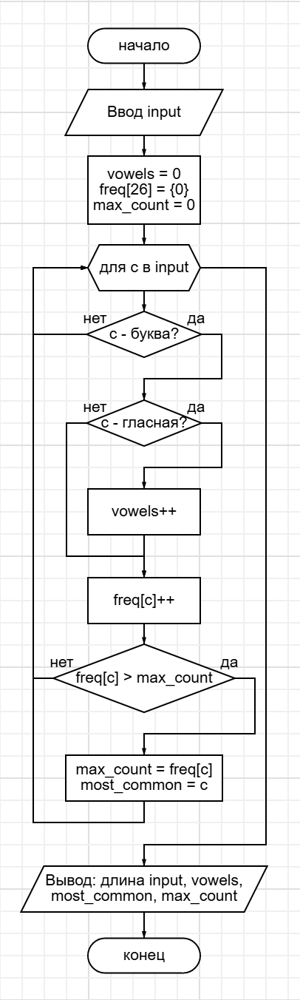 начало
Ввод input
vowels = 0
freq[26] = {0}
max_count = 0
для c в input
нет
да
c - буква?
нет
да
c - гласная?
vowels++
freq[c]++
нет
да
freq[c] > max_count
max_count = freq[c]
most_common = c
Вывод: длина input, vowels,
most_common, max_count
конец